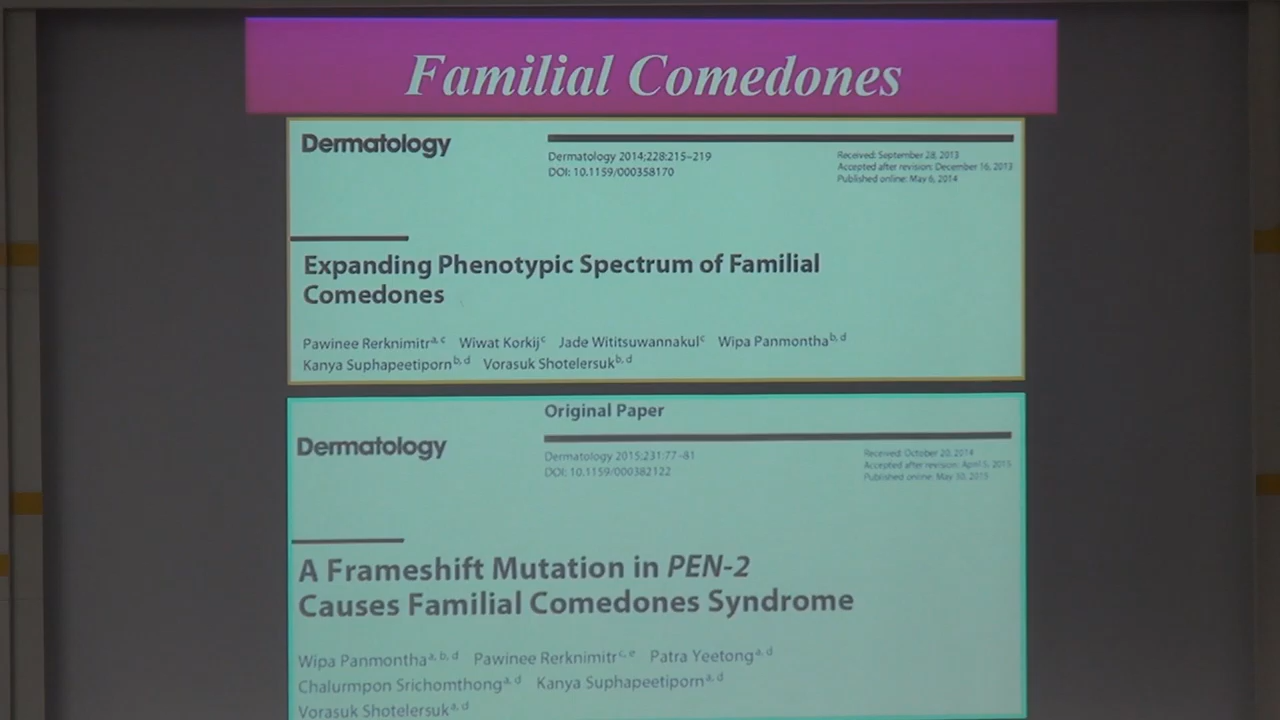 Familial Comedones
Dermatology
Dermatology 2014;228:215–219
DOI: 10.1159/000358170
Received: September 28, 2013
Accepted after revision: December 16, 2013
Published online: May 6, 2014
Expanding Phenotypic Spectrum of Familial
Comedones
Pawinee Rerknimitr a, c Wiwat Korkij c Jade Wititsuwannakul c Wipa Panmontha b, d
Kanya Suphapeetiporn b, d Vorasuk Shotelersuk b, d
Original Paper
Dermatology
Dermatology 2015;231:77–81
DOI: 10.1159/000382122
Received: October 20, 2014
Accepted after revision: April 5, 2015
Published online: May 30, 2015
A Frameshift Mutation in PEN-2
Causes Familial Comedones Syndrome
Wipa Panmontha a, b, d Pawinee Rerknimitr c, e Patra Yeetong a, d
Chalurmpon Srichomthong a, d Kanya Suphapeetiporn a, d
Vorasuk Shotelersuk a, d